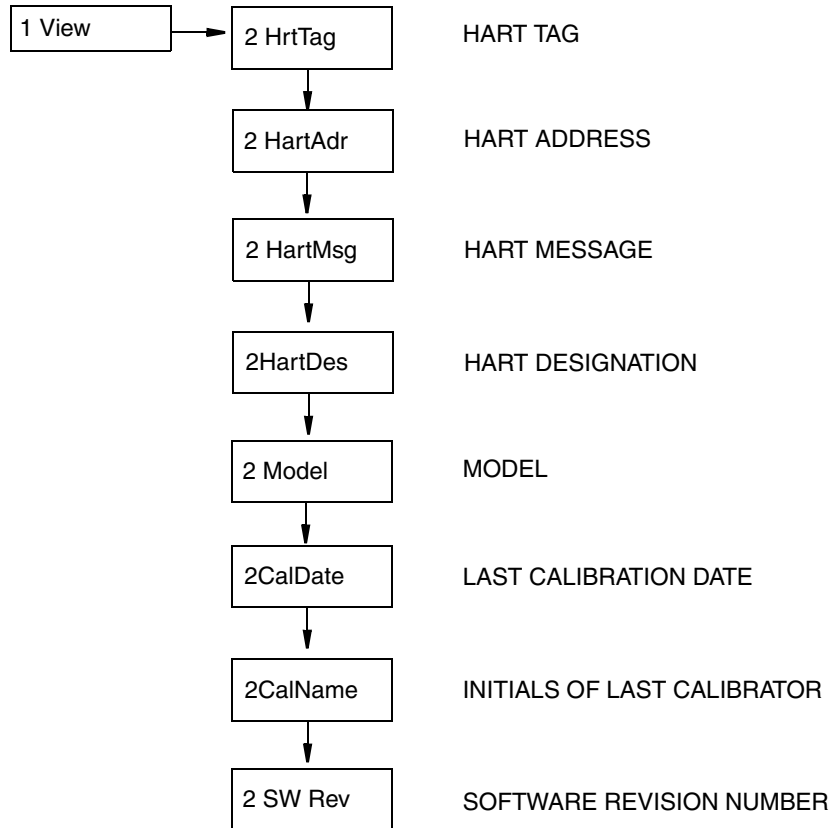 1 View
2 HrtTag HART TAG
2 HartAdr HART ADDRESS
2 HartMsg HART MESSAGE
2HartDes HART DESIGNATION
2 Model MODEL
2CalDate LAST CALIBRATION DATE
2CalName INITIALS OF LAST CALIBRATOR
2 SW Rev SOFTWARE REVISION NUMBER